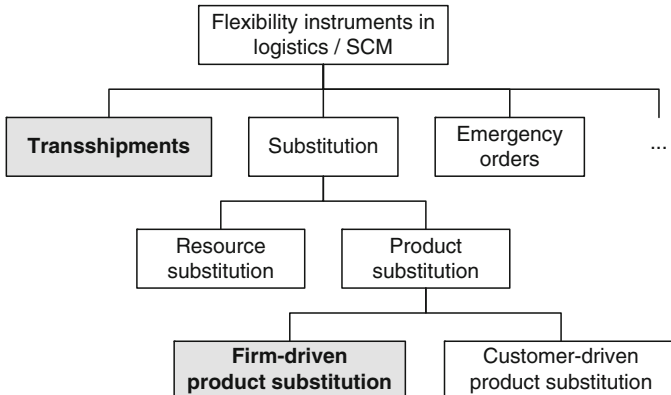 Flexibility instruments in
logistics / SCM
Transshipments
Substitution
Emergency
orders
...
Resource
substitution
Product
substitution
Firm-driven
product substitution
Customer-driven
product substitution